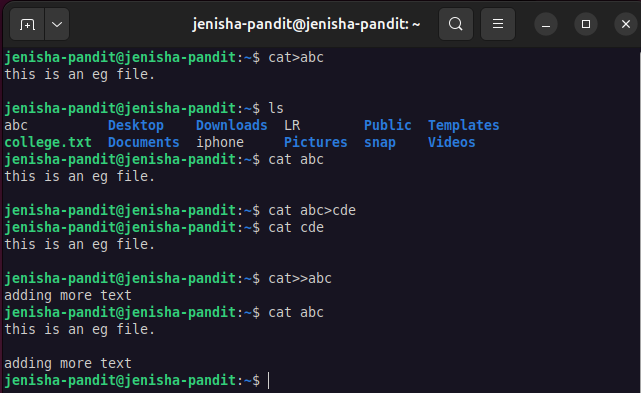 jenisha-pandit@jenisha-pandit: ~
jenisha-pandit@jenisha-pandit:~$ cat>abc
this is an eg file.
jenisha-pandit@jenisha-pandit:~$ ls
abc Desktop Downloads LR Public Templates
college.txt Documents iphone Pictures snap Videos
jenisha-pandit@jenisha-pandit:~$ cat abc
this is an eg file.
jenisha-pandit@jenisha-pandit:~$ cat abc>cde
jenisha-pandit@jenisha-pandit:~$ cat cde
this is an eg file.
jenisha-pandit@jenisha-pandit:~$ cat>>abc
adding more text
jenisha-pandit@jenisha-pandit:~$ cat abc
this is an eg file.
adding more text
jenisha-pandit@jenisha-pandit:~$